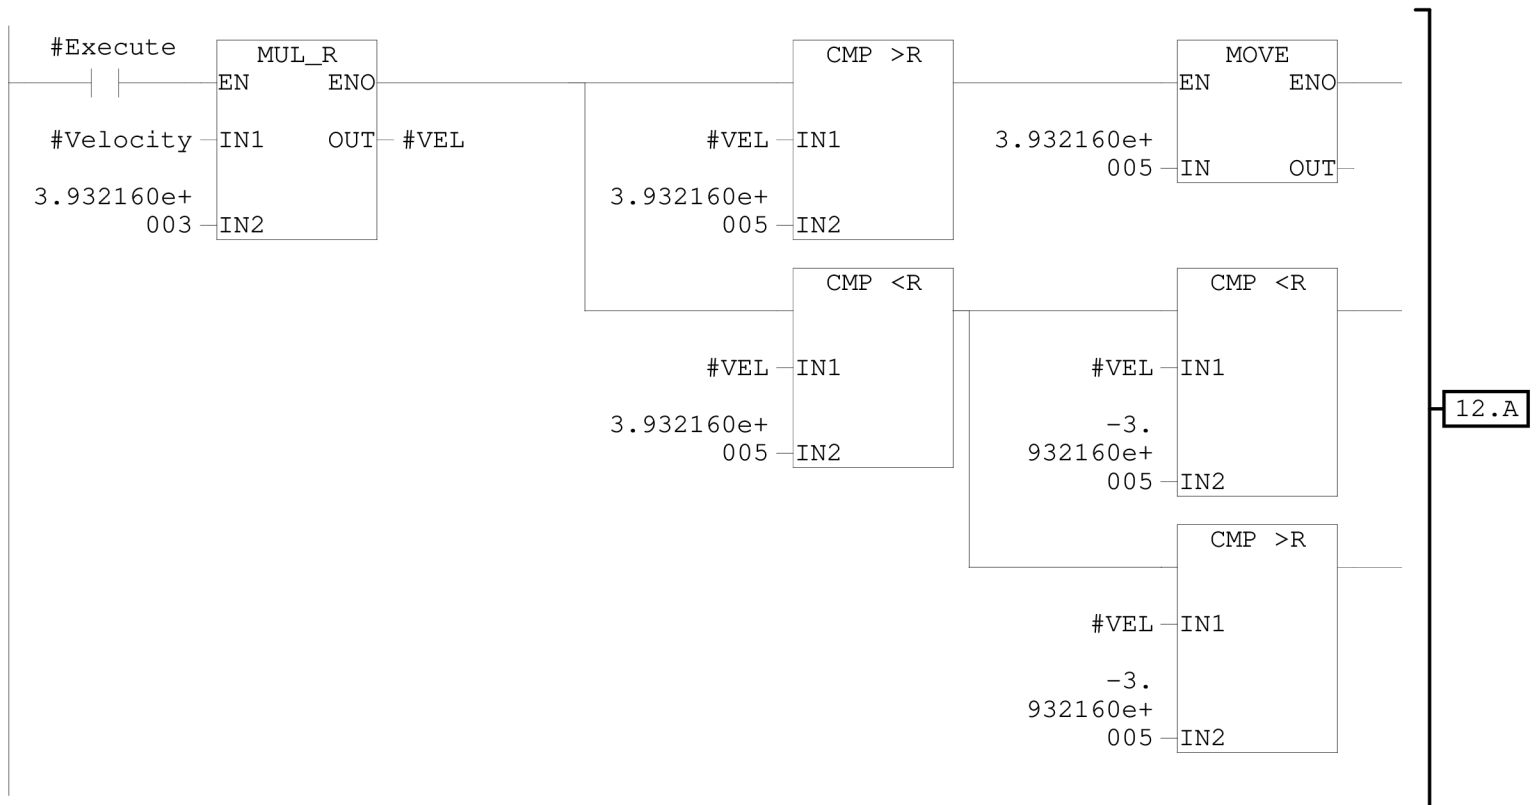 #Execute
MUL_R CMP >R MOVE
EN ENO EN ENO
#Velocity IN1 OUT #VEL #VEL IN1 3.932160e+
005 IN OUT
3.932160e+ 3.932160e+
003 IN2 005 IN2
CMP <R CMP <R
#VEL IN1 #VEL IN1
3.932160e+ -3.
005 IN2 932160e+
005 IN2
12.A
CMP >R
#VEL IN1
-3.
932160e+
005 IN2